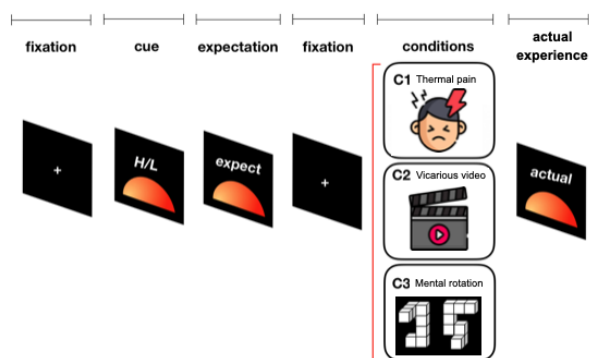 fixation
cue
expectation
fixation
conditions
actual
experience
+
H/L
expect
+
C1 Thermal pain
C2 Vicarious video
C3 Mental rotation
actual